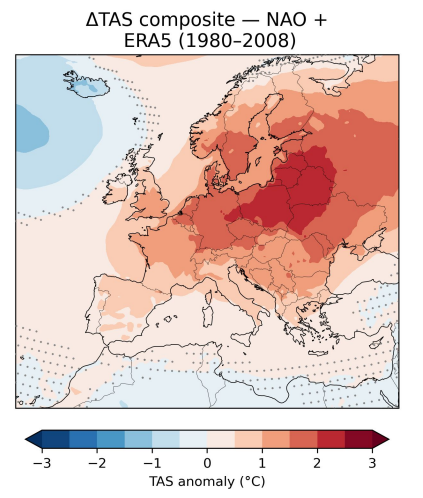 ΔTAS composite — NAO +
ERA5 (1980–2008)
−3 −2 −1 0 1 2 3
TAS anomaly (°C)